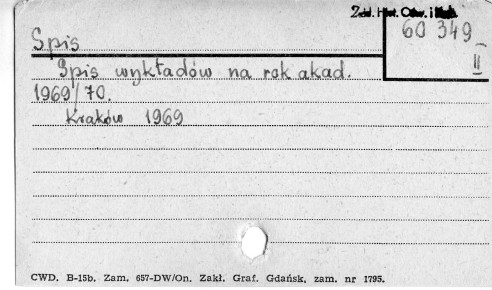 Zakł. Hist. Ośw. i Wych.
60 349
II
Spis
Spis wykładów na rok akad.
1969/70.
Kraków 1969
CWD. B-15b. Zam. 657-DW/On. Zakł. Graf. Gdańsk, zam. nr 1795.